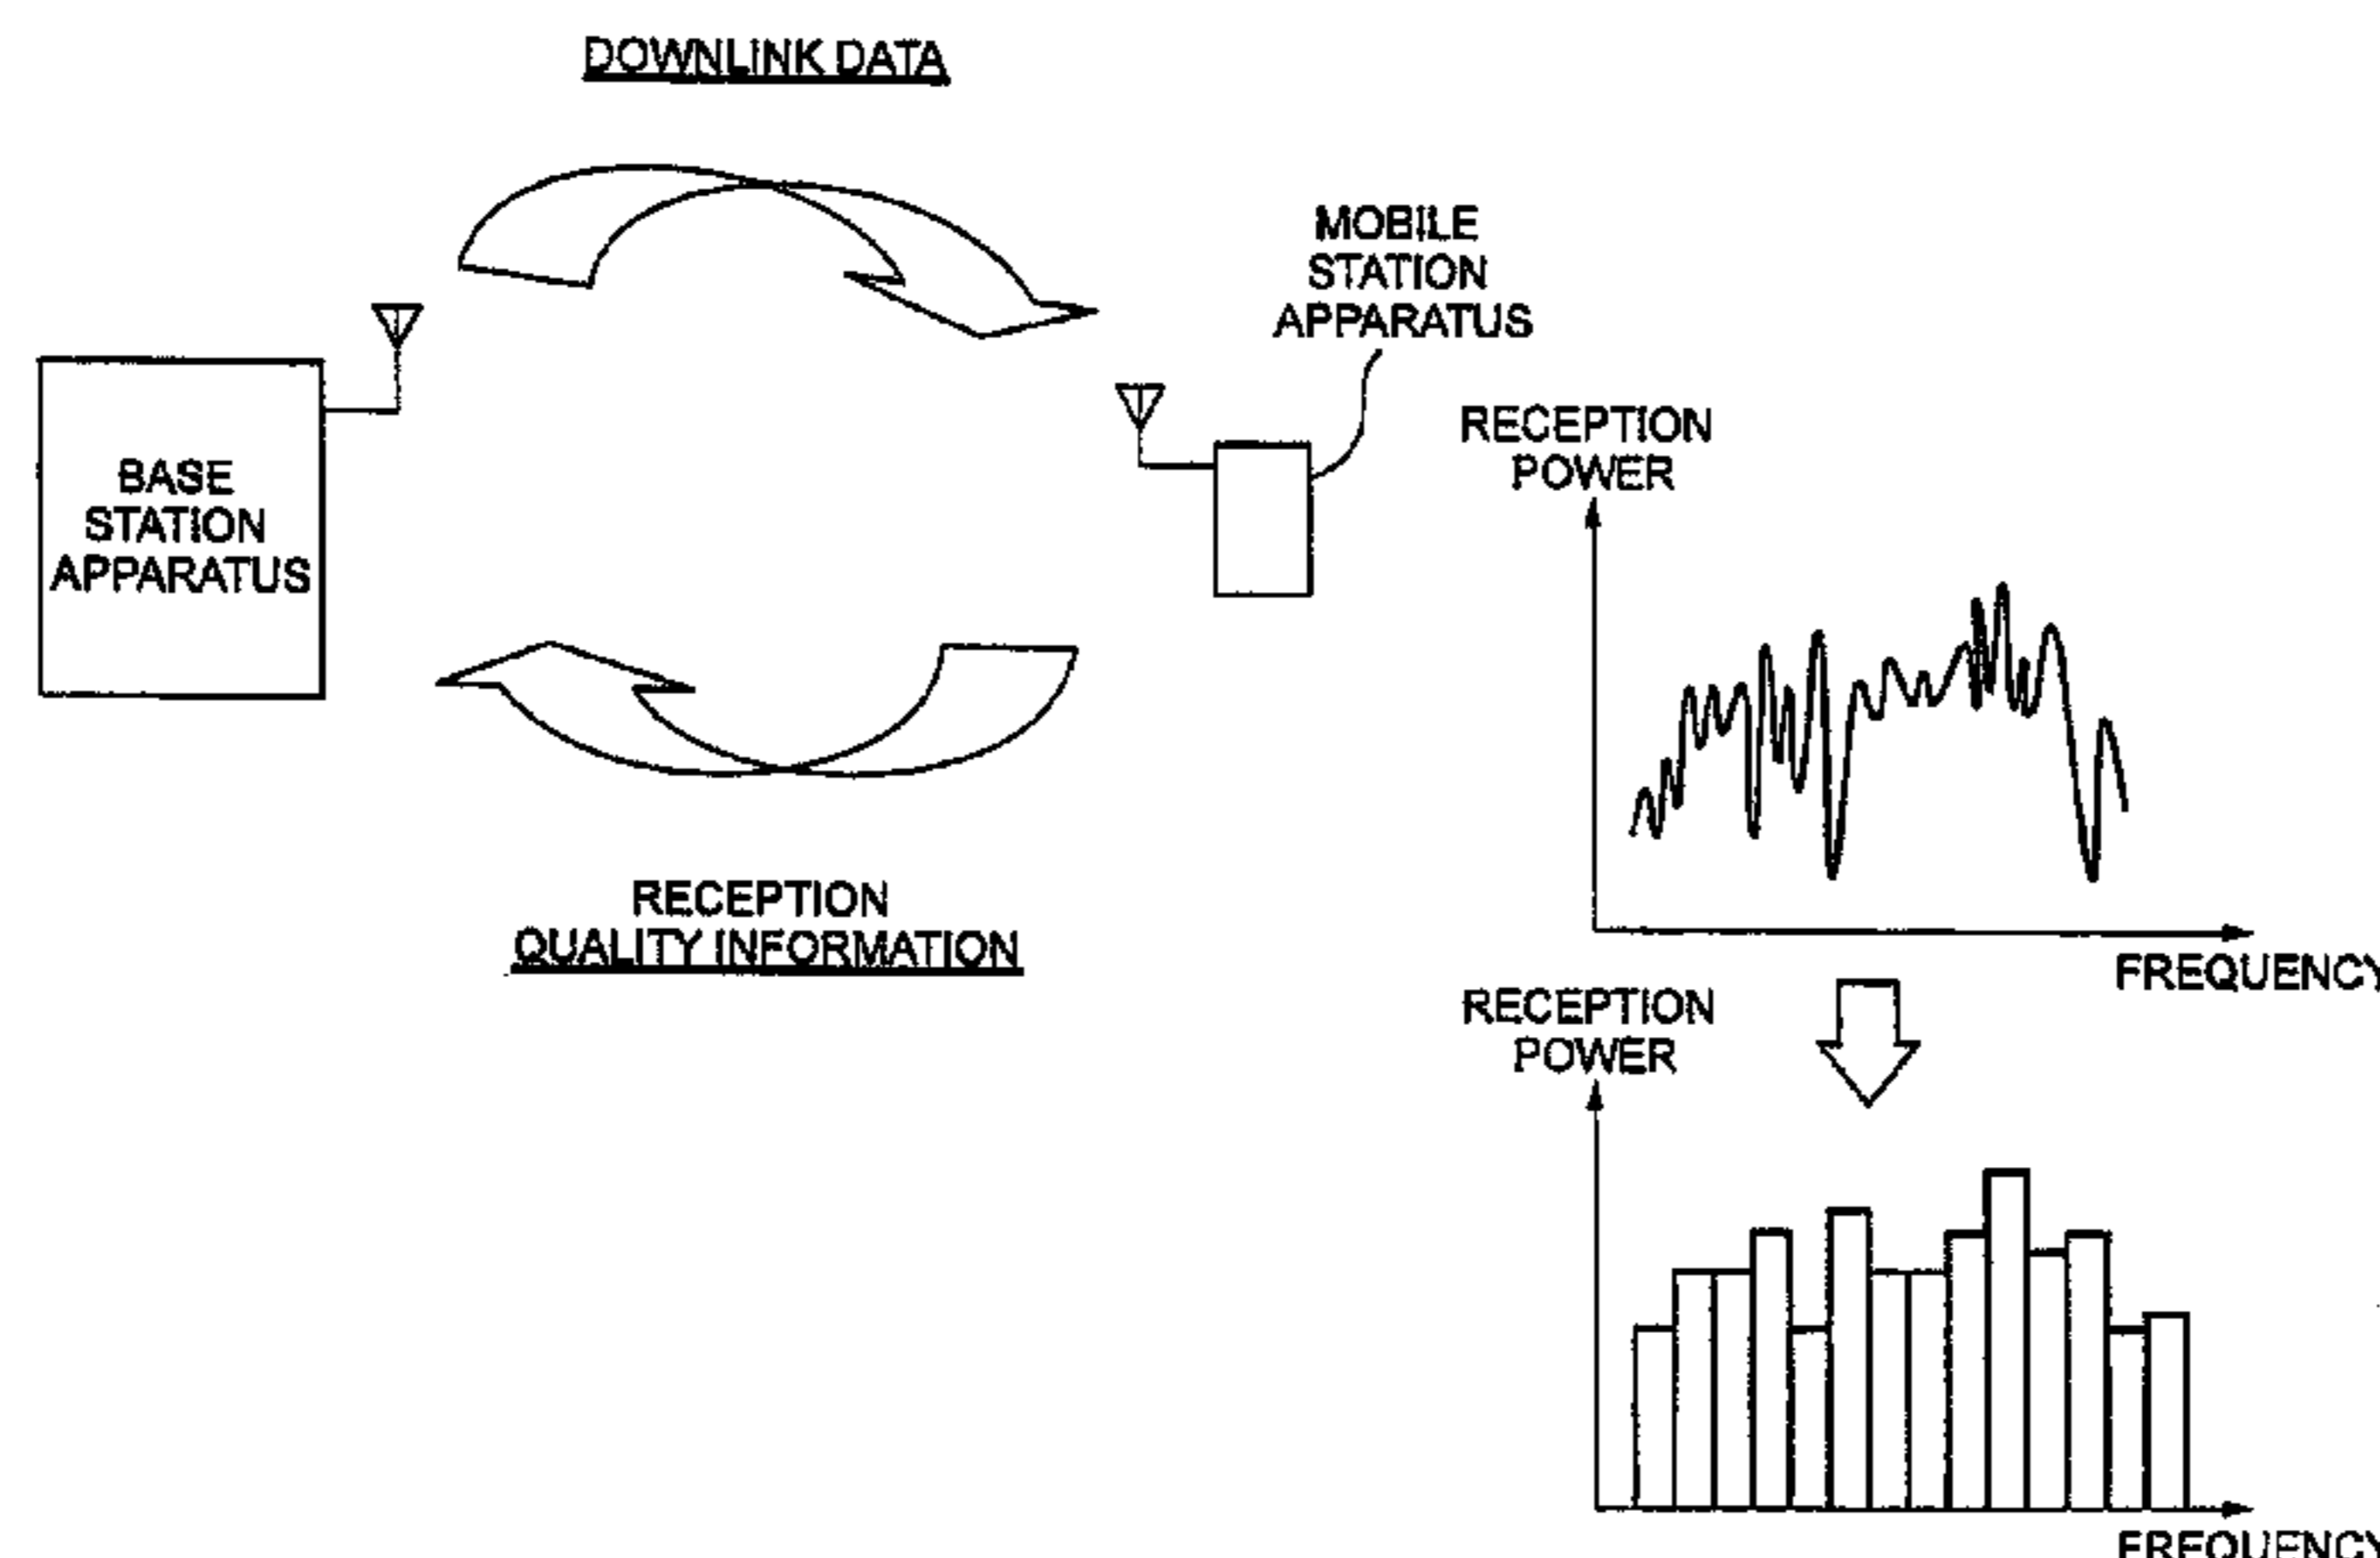 DOWNLINK DATA
MOBILE
STATION
APPARATUS
BASE
STATION
APPARATUS
RECEPTION
POWER
RECEPTION
QUALITY INFORMATION
FREQUENCY
RECEPTION
POWER
FREQUENCY